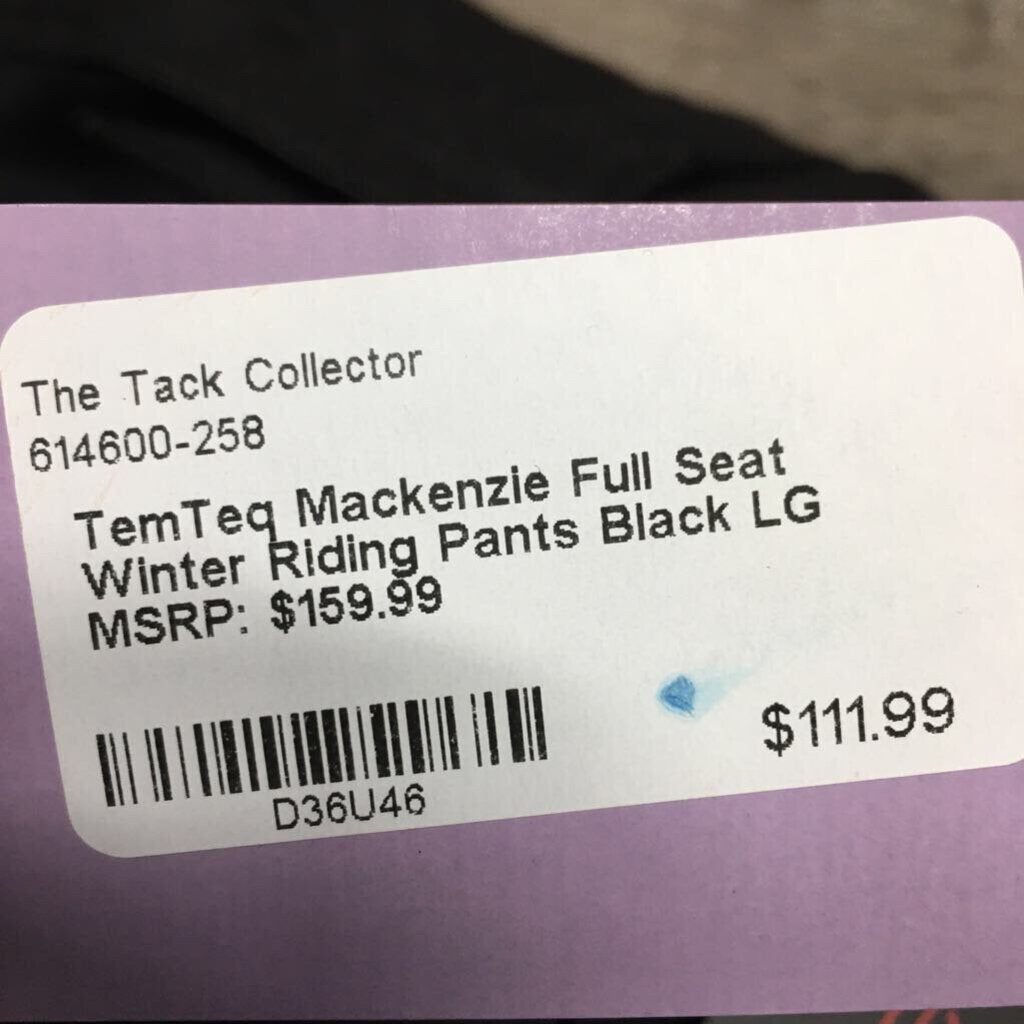 The Tack Collector
614600-258
TemTeq Mackenzie Full Seat
Winter Riding Pants Black LG
MSRP: $159.99
$111.99
D36U46